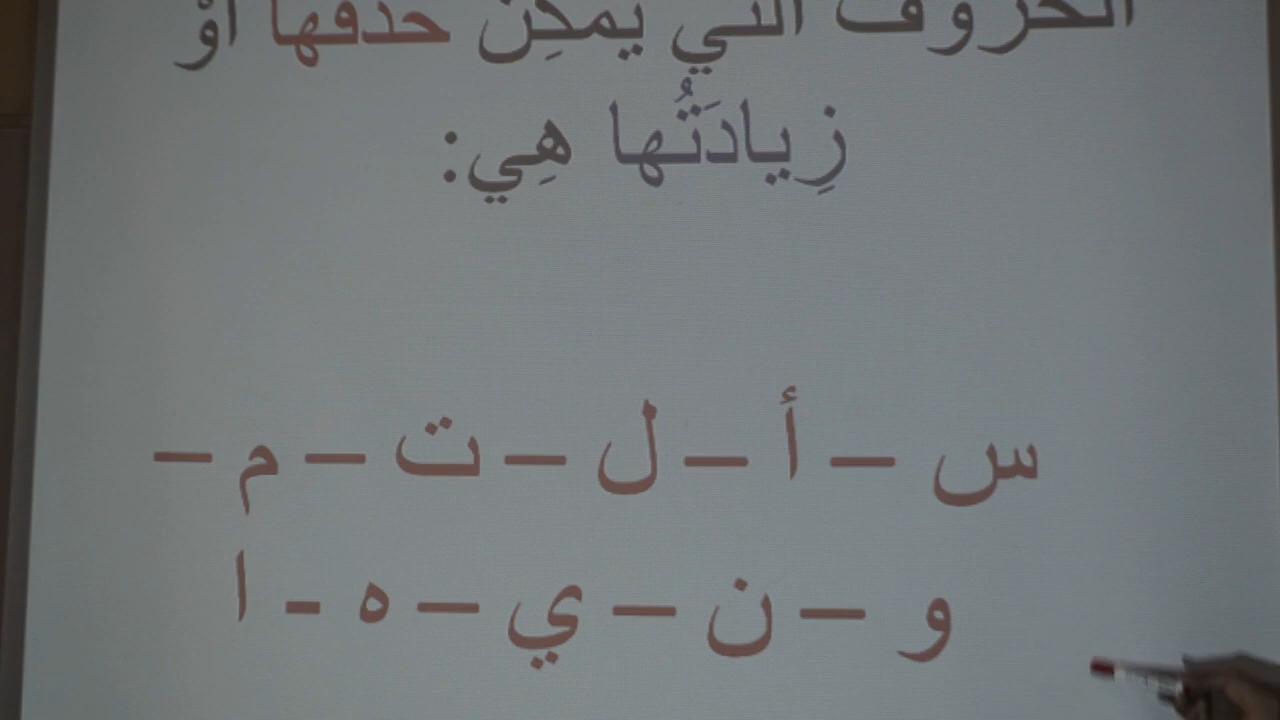 الحروف التي يمكِن حذفها أوْ
زِيادَتُها هِي:
س – أ – ل – ت – م –
و – ن – ي – ه - ا